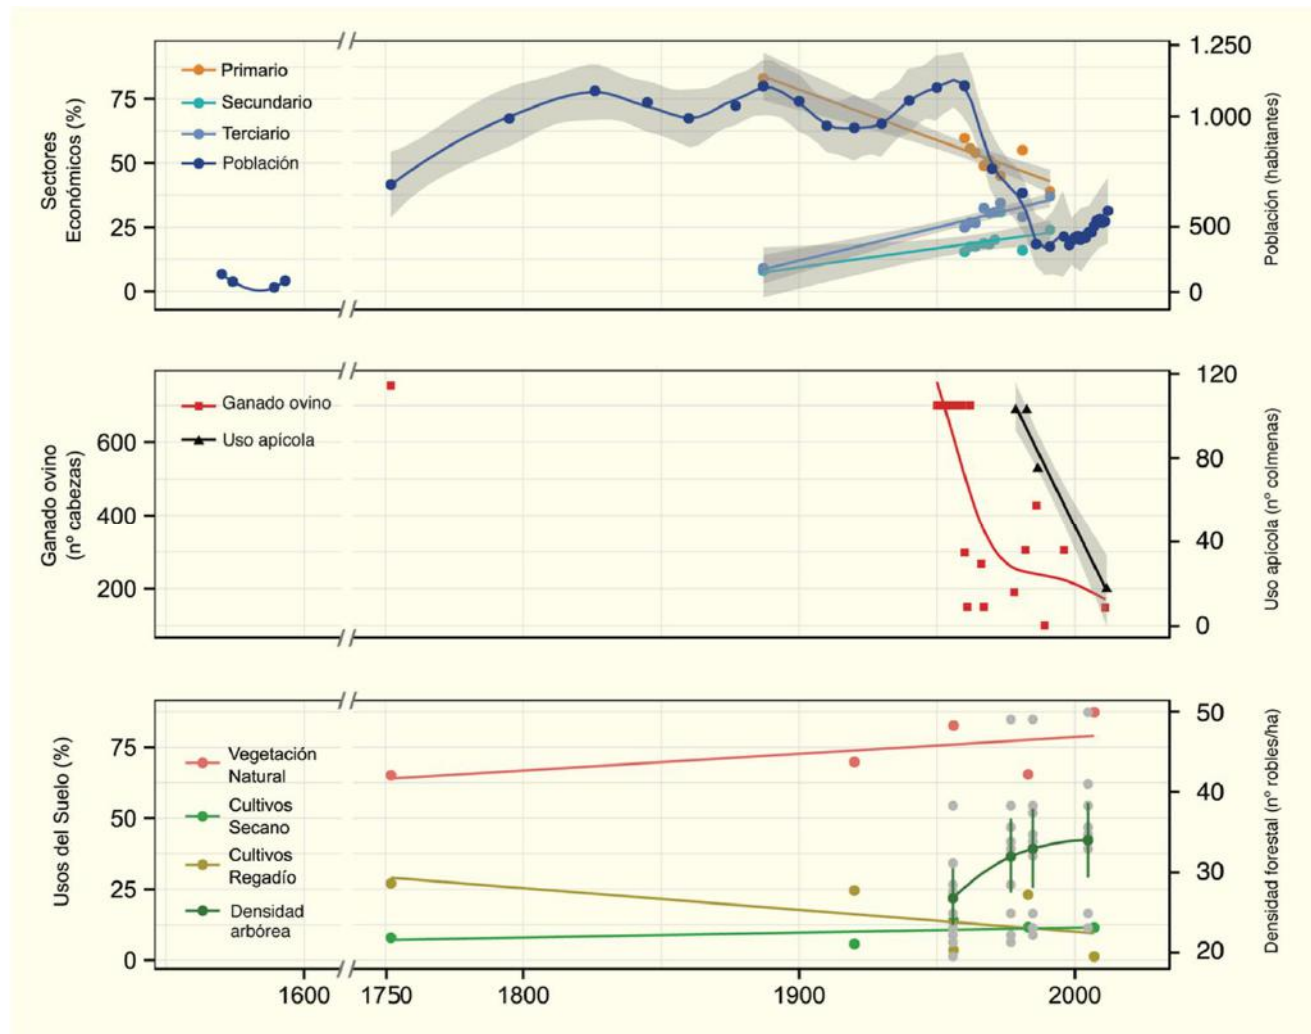 Sectores
Económicos (%)
75
50
25
0
Primario
Secundario
Terciario
Población
1.250
1.000
500
0
Población (habitantes)
Ganado ovino
(nº cabezas)
600
400
200
Ganado ovino
Uso apícola
120
80
40
0
Uso apícola (nº colmenas)
Usos del Suelo (%)
75
50
25
0
Vegetación
Natural
Cultivos
Secano
Cultivos
Regadío
Densidad
arbórea
50
40
30
20
Densidad forestal (nº robles/ha)
1600
1750
1800
1900
2000